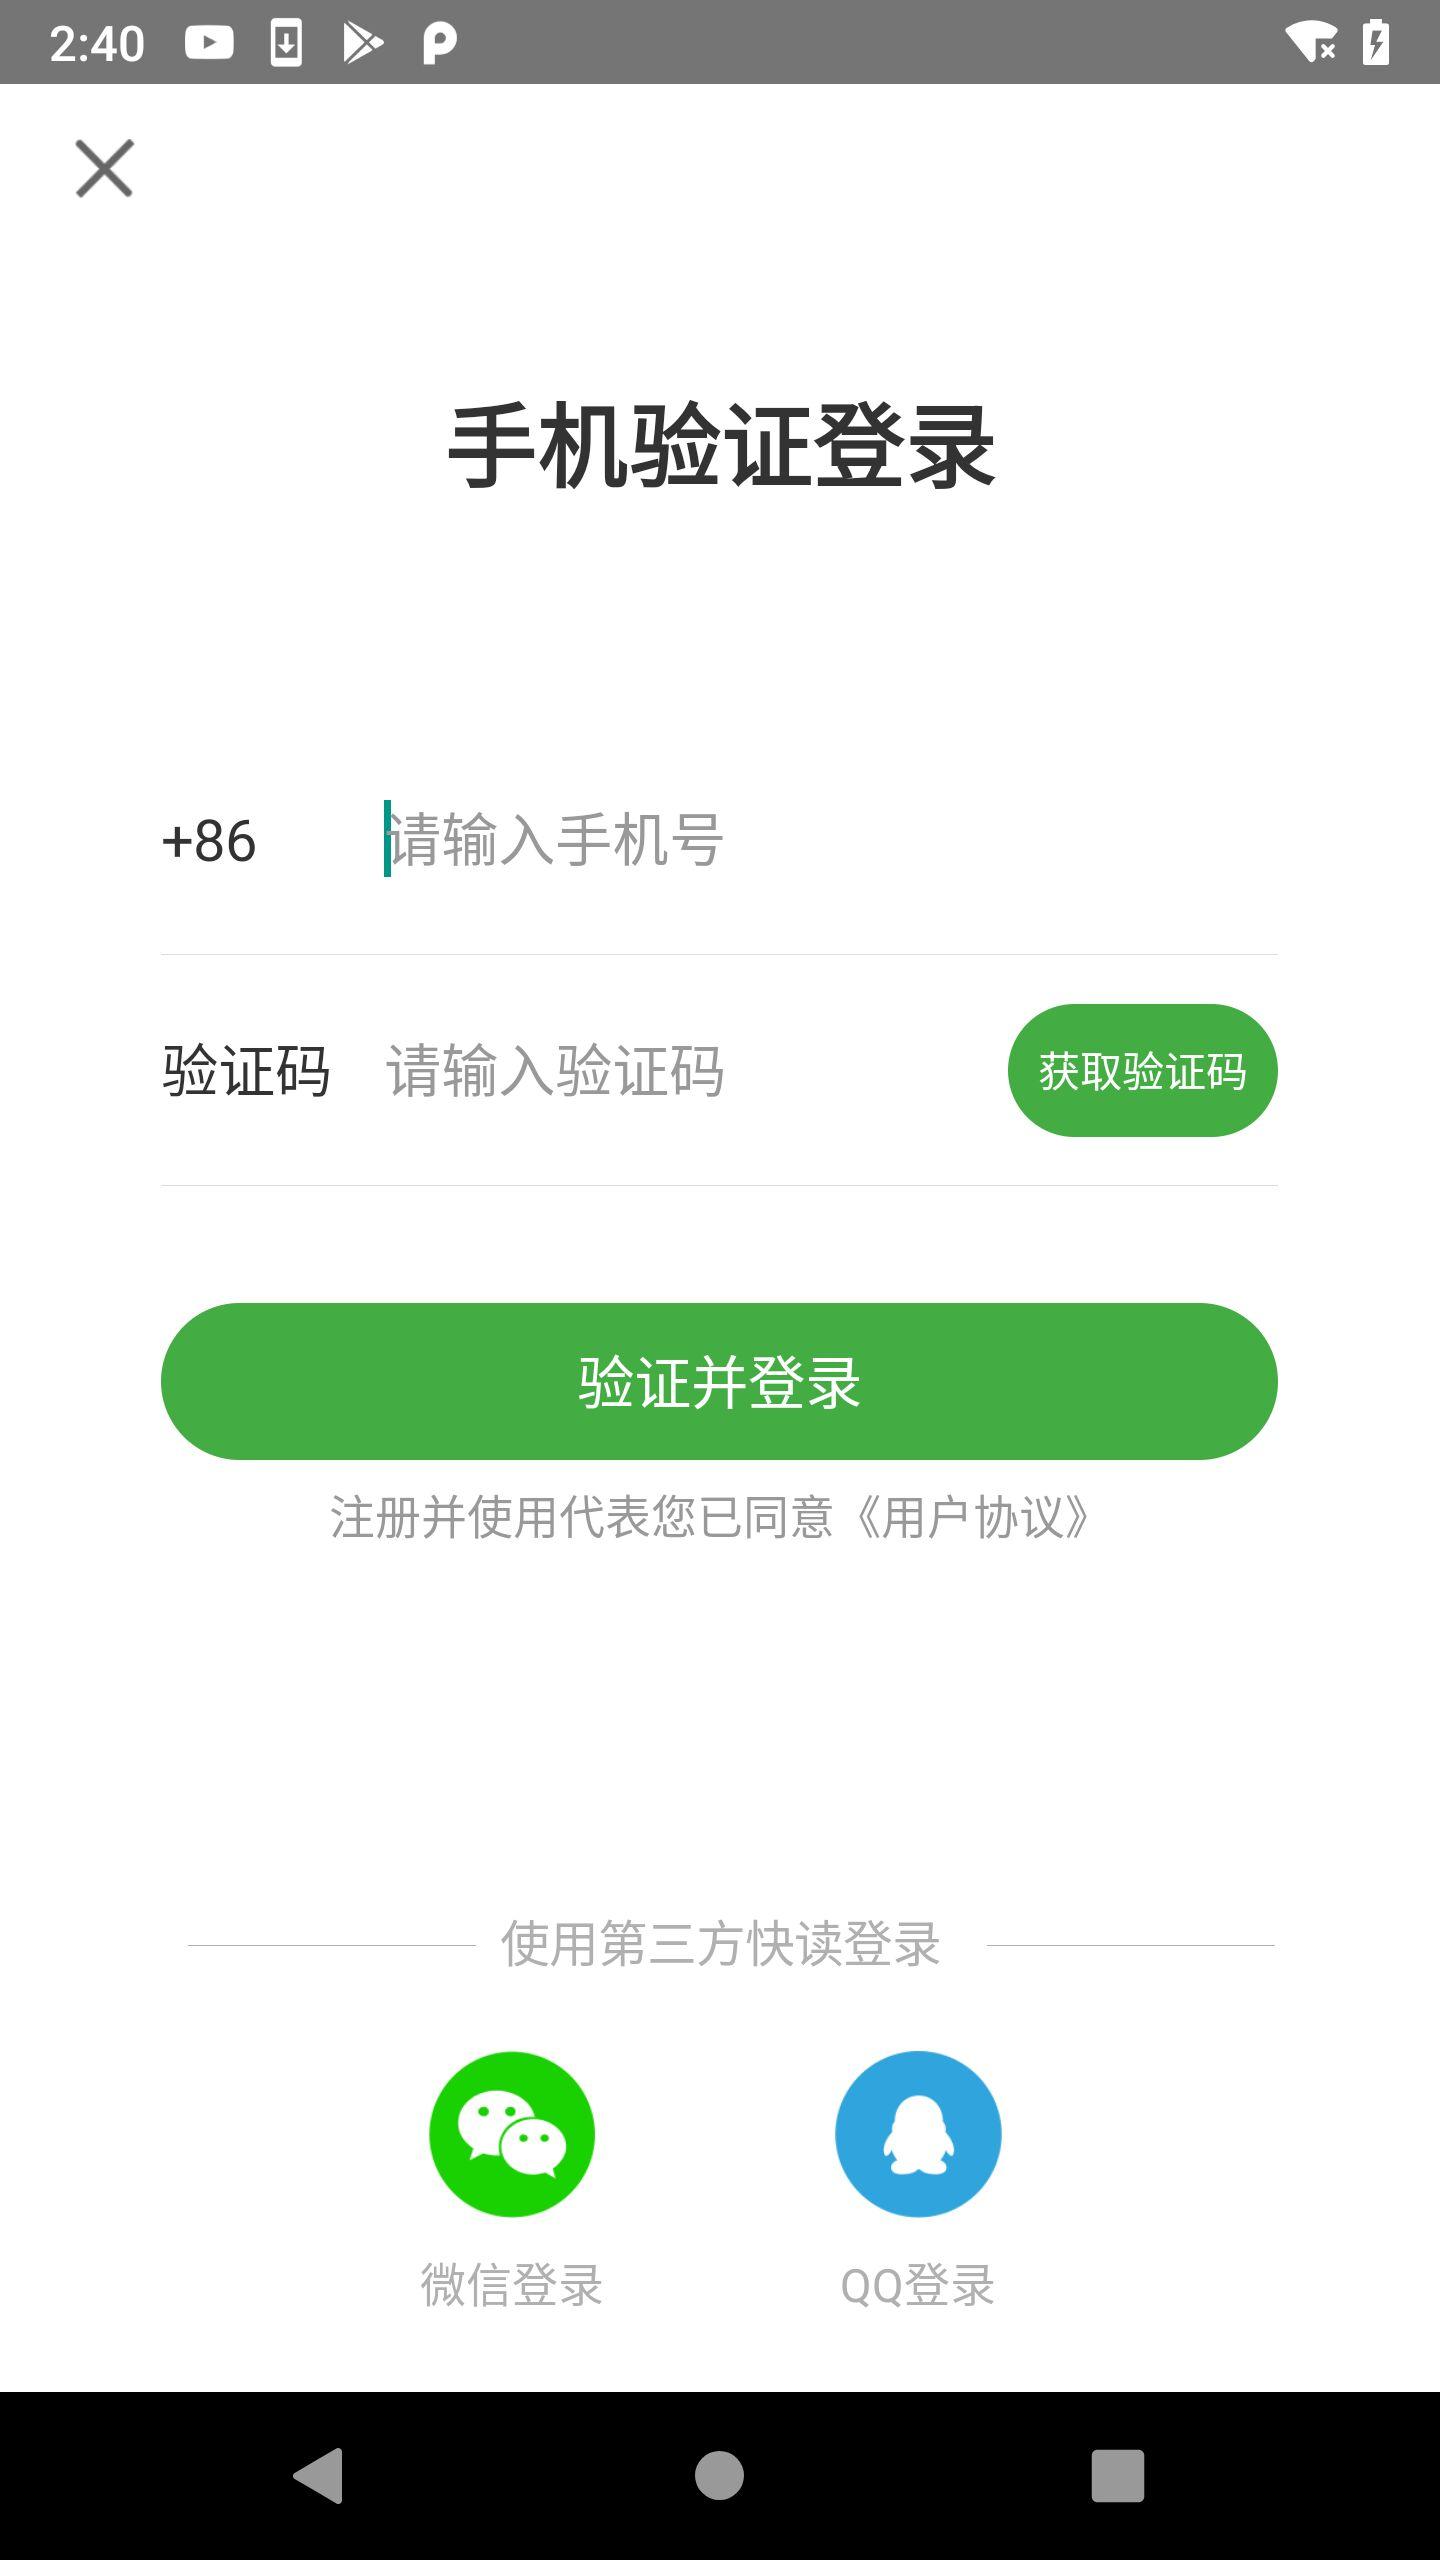 2:40
手机验证登录
+86 请输入手机号
验证码 请输入验证码 获取验证码
验证并登录
注册并使用代表您已同意《用户协议》
使用第三方快读登录
微信登录 QQ登录